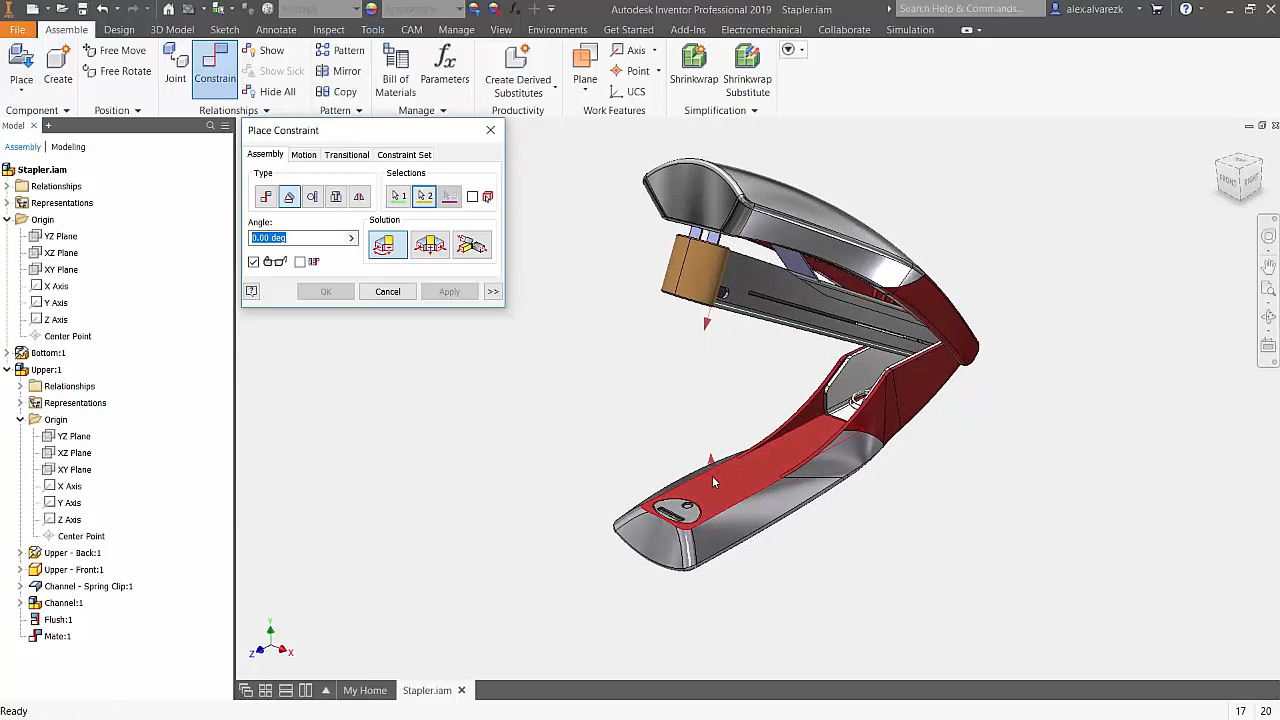 Autodesk Inventor Professional 2019 Stapler.iam
Search Help & Commands...
alex.alvarezk
File Assemble Design 3D Model Sketch Annotate Inspect Tools CAM Manage View Environments Get Started Add-Ins Electromechanical Collaborate Simulation
Place
Create
Free Move
Free Rotate
Component
Position
Joint
Constrain
Show
Show Sick
Hide All
Relationships
Pattern
Mirror
Copy
Pattern
Bill of
Materials
Parameters
Manage
Create Derived
Substitutes
Productivity
Plane
Axis
Point
UCS
Work Features
Shrinkwrap
Shrinkwrap
Substitute
Simplification
Model
Assembly Modeling
Stapler.iam
Relationships
Representations
Origin
YZ Plane
XZ Plane
XY Plane
X Axis
Y Axis
Z Axis
Center Point
Bottom:1
Upper:1
Relationships
Representations
Origin
YZ Plane
XZ Plane
XY Plane
X Axis
Y Axis
Z Axis
Center Point
Upper - Back:1
Upper - Front:1
Channel - Spring Clip:1
Channel:1
Flush:1
Mate:1
Place Constraint
Assembly Motion Transitional Constraint Set
Type
Selections
1
2
Angle:
0.00 deg
Solution
OK Cancel Apply >>
FRONT RIGHT
Y
Z X
My Home Stapler.iam
Ready
17 20